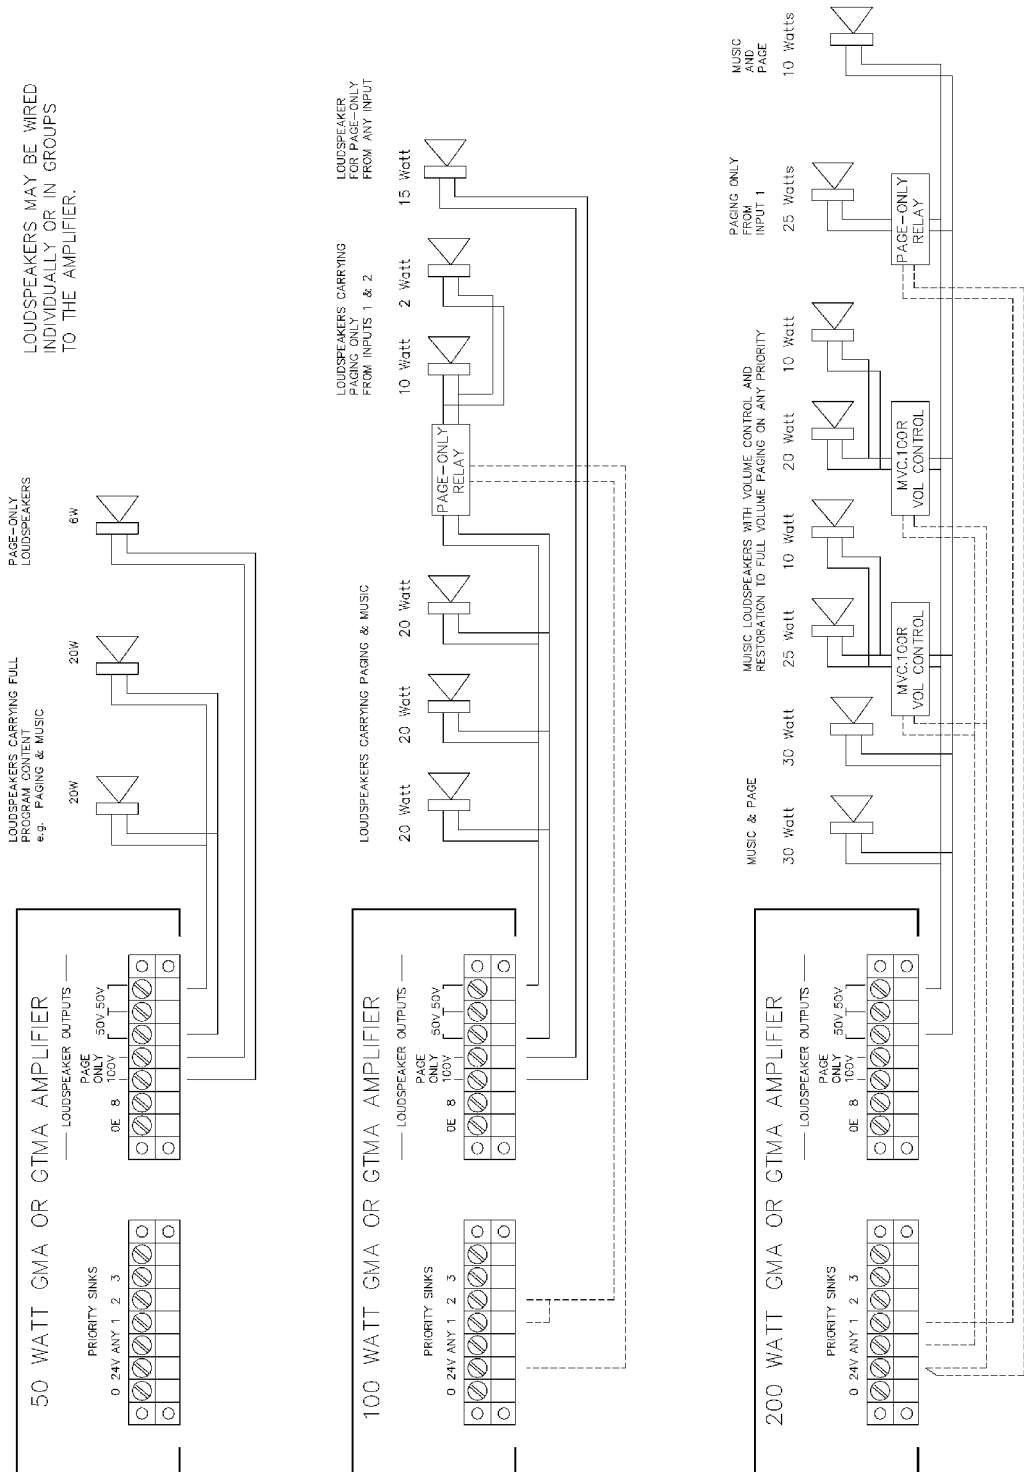 LOUDSPEAKERS MAY BE WIRED
INDIVIDUALLY OR IN GROUPS
TO THE AMPLIFIER.
50 WATT GMA OR GTMA AMPLIFIER
PRIORITY SINKS
0 24V ANY 1 2 3
LOUDSPEAKER OUTPUTS
PAGE
ONLY
0E 8 100V 50V 50V
LOUDSPEAKERS CARRYING FULL
PROGRAM CONTENT
e.g. PAGING & MUSIC
20W
20W
PAGE-ONLY
LOUDSPEAKERS
6W
100 WATT GMA OR GTMA AMPLIFIER
PRIORITY SINKS
0 24V ANY 1 2 3
LOUDSPEAKER OUTPUTS
PAGE
ONLY
0E 8 100V 50V 50V
LOUDSPEAKERS CARRYING PAGING & MUSIC
20 Watt
20 Watt
20 Watt
PAGE-ONLY
RELAY
LOUDSPEAKERS CARRYING
PAGING ONLY
FROM INPUTS 1 & 2
10 Watt
2 Watt
LOUDSPEAKER
FOR PAGE-ONLY
FROM ANY INPUT
15 Watt
200 WATT GMA OR GTMA AMPLIFIER
PRIORITY SINKS
0 24V ANY 1 2 3
LOUDSPEAKER OUTPUTS
PAGE
ONLY
0E 8 100V 50V 50V
MUSIC & PAGE
30 Watt
30 Watt
MUISIC LOUDSPEAKERS WITH VOLUME CONTROL AND
RESTORATION TO FULL VOLUME PAGING ON ANY PRIORITY
25 Watt
10 Watt
20 Watt
10 Watt
MVC.100R
VOL CONTROL
MVC.100R
VOL CONTROL
PAGING ONLY
FROM
INPUT 1
25 Watts
PAGE-ONLY
RELAY
MUSIC
AND
PAGE
10 Watts